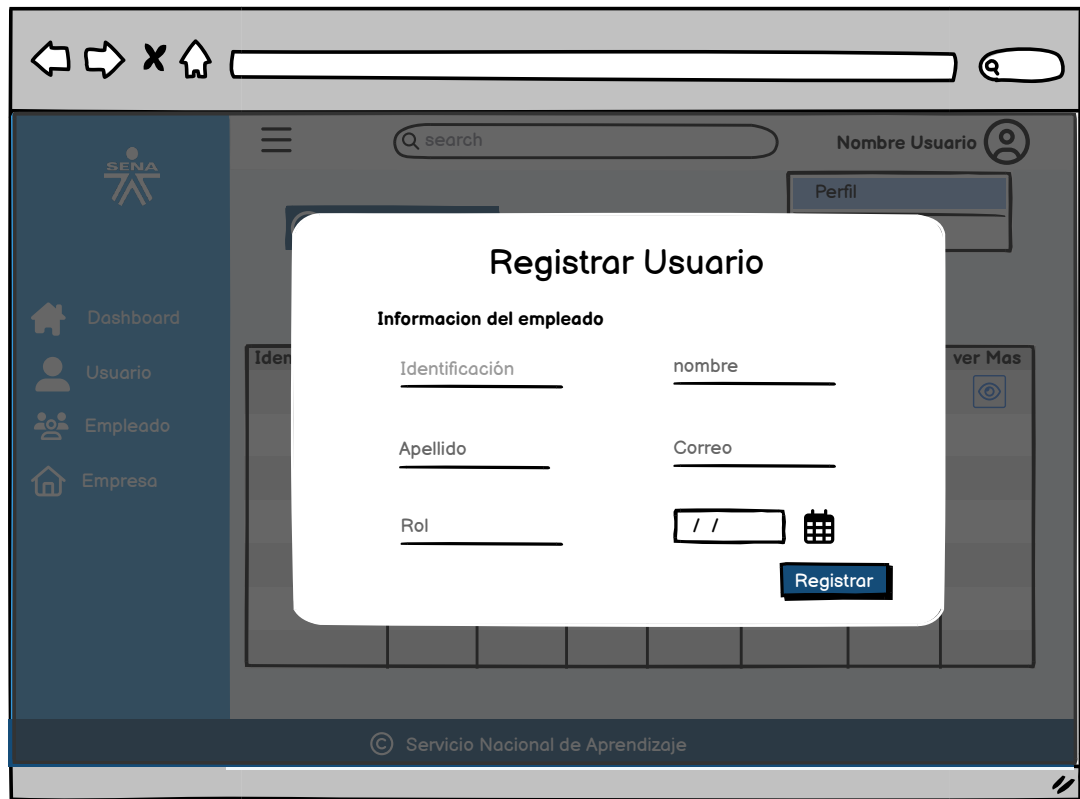 search
Nombre Usuario
SENA
Perfil
Registrar Usuario
Informacion del empleado
Dashboard
Iden
ver Mas
Identificación
nombre
Usuario
Empleado
Apellido
Correo
Empresa
Rol
/ /
Registrar
© Servicio Nacional de Aprendizaje